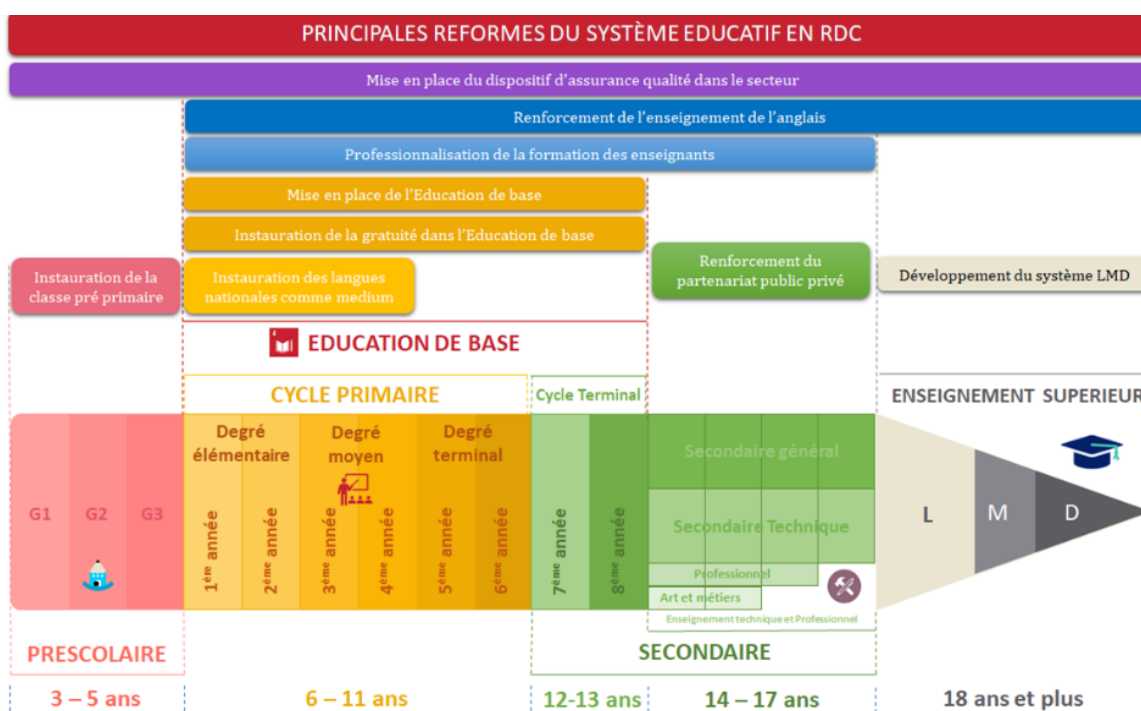 PRINCIPALES REFORMES DU SYSTÈME EDUCATIF EN RDC
Mise en place du dispositif d'assurance qualité dans le secteur
Renforcement de l'enseignement de l'anglais
Professionnalisation de la formation des enseignants
Mise en place de l'Education de base
Instauration de la gratuité dans l'Education de base
Instauration de la
classe pré primaire
Instauration des langues
nationales comme medium
Renforcement du
partenariat public privé
Développement du système LMD
4
EDUCATION DE BASE
CYCLE PRIMAIRE
Cycle Terminal
ENSEIGNEMENT SUPERIEUR
Degré
élémentaire
Degré
moyen
Degré
terminal
Secondaire général
G1
G2
G3
1ère année
2ème année
3ème année
4ème année
5ème année
6ème année
7ème année
8ème année
Secondaire Technique
Professionnel
Art et métiers
Enseignement technique et Professionnel
L
M
D
PRESCOLAIRE
SECONDAIRE
3 – 5 ans
6 – 11 ans
12-13 ans
14 – 17 ans
18 ans et plus